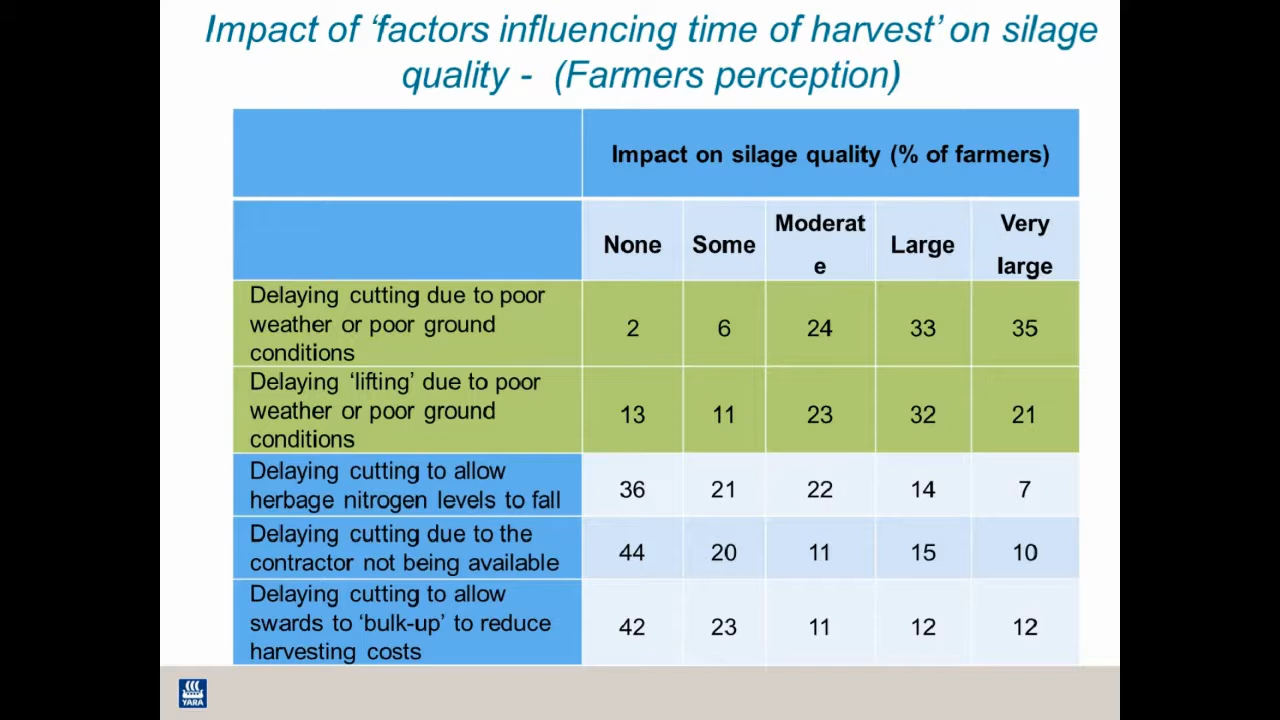 Impact of ‘factors influencing time of harvest’ on silage
quality - (Farmers perception)
Impact on silage quality (% of farmers)
None Some Moderat
e Large Very
large
Delaying cutting due to poor
weather or poor ground
conditions
2 6 24 33 35
Delaying ‘lifting’ due to poor
weather or poor ground
conditions
13 11 23 32 21
Delaying cutting to allow
herbage nitrogen levels to fall
36 21 22 14 7
Delaying cutting due to the
contractor not being available
44 20 11 15 10
Delaying cutting to allow
swards to ‘bulk-up’ to reduce
harvesting costs
42 23 11 12 12
YARA